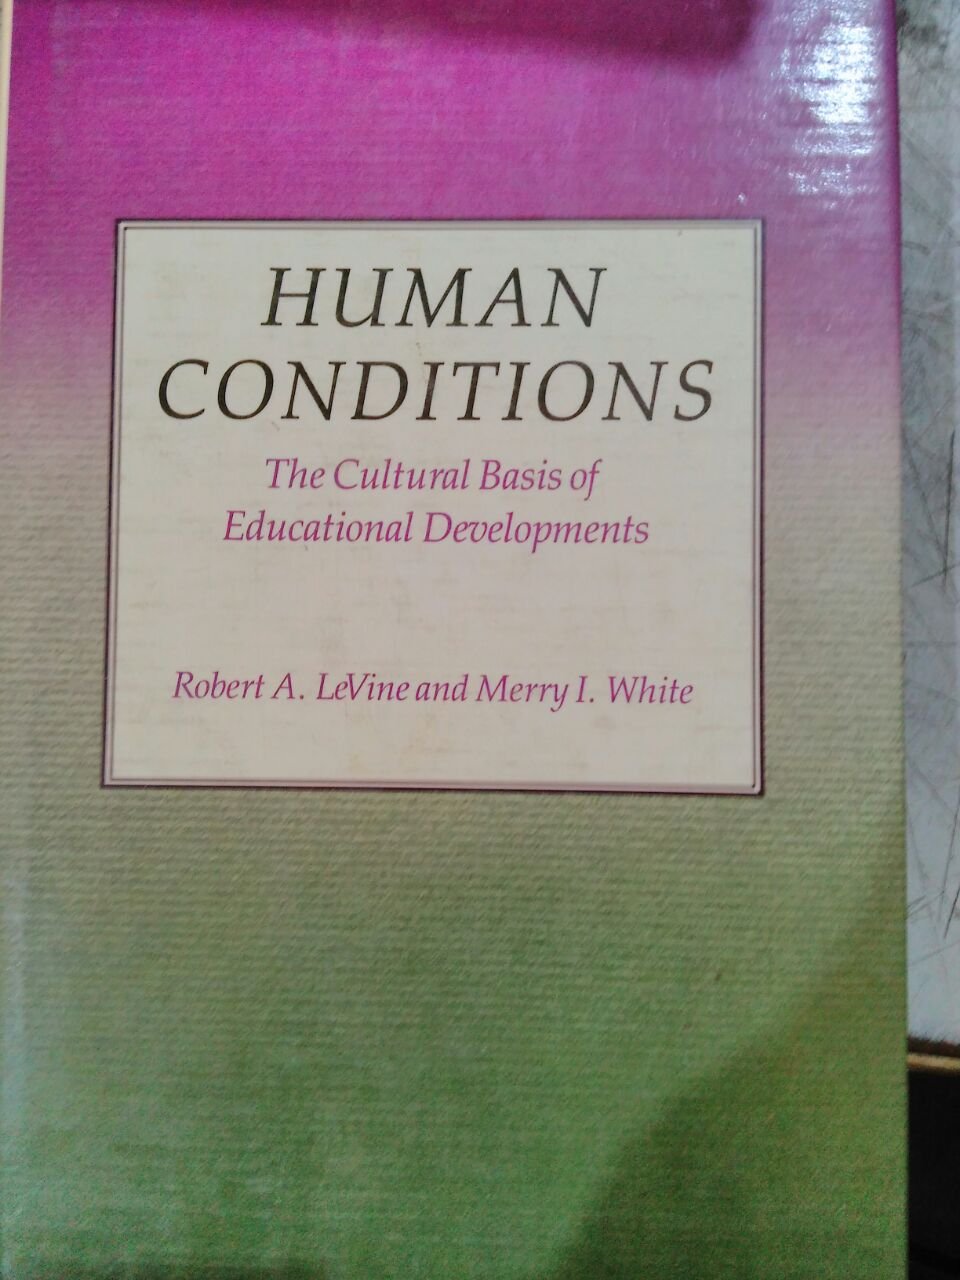 HUMAN
CONDITIONS
The Cultural Basis of
Educational Developments
Robert A. LeVine and Merry I. White